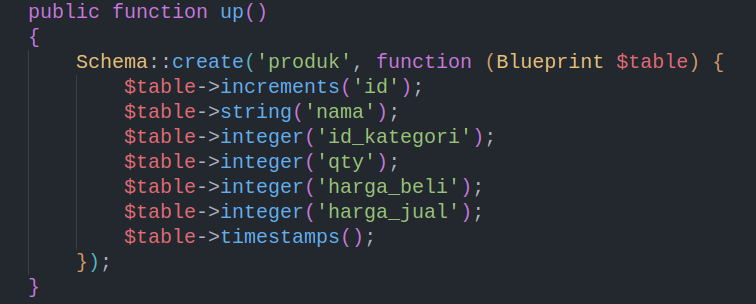 public function up()
{
Schema::create('produk', function (Blueprint $table) {
$table->increments('id');
$table->string('nama');
$table->integer('id_kategori');
$table->integer('qty');
$table->integer('harga_beli');
$table->integer('harga_jual');
$table->timestamps();
});
}